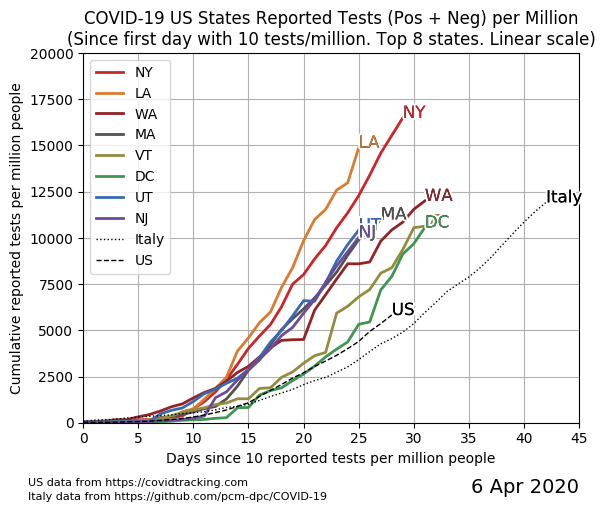 COVID-19 US States Reported Tests (Pos + Neg) per Million
(Since first day with 10 tests/million. Top 8 states. Linear scale)
Cumulative reported tests per million people
20000
17500
15000
12500
10000
7500
5000
2500
0
NY
LA
WA
MA
VT
DC
UT
NJ
Italy
US
NY
LA
WA
MA
UT
NJ
DC
Italy
US
0 5 10 15 20 25 30 35 40 45
Days since 10 reported tests per million people
US data from https://covidtracking.com
Italy data from https://github.com/pcm-dpc/COVID-19
6 Apr 2020